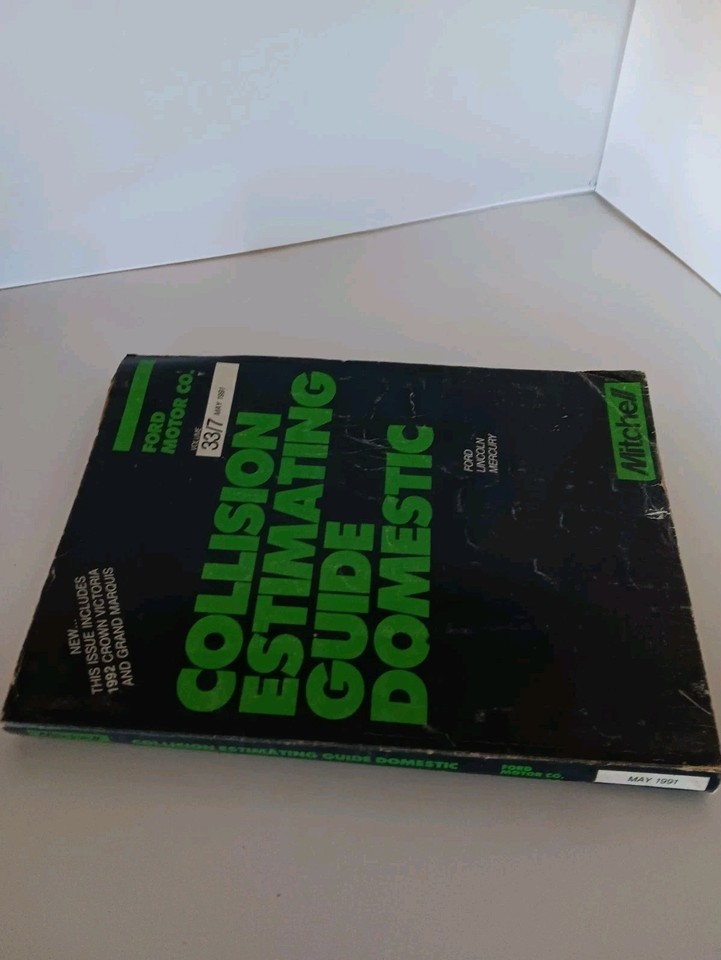 FORD
MOTOR CO.
VOLUME
33/7 MAY 1991
COLLISION
ESTIMATING
GUIDE
DOMESTIC
FORD
LINCOLN
MERCURY
Mitchell
NEW...
THIS ISSUE INCLUDES
1992 CROWN VICTORIA
AND GRAND MARQUIS
COLLISION ESTIMATING GUIDE DOMESTIC
FORD
MOTOR CO.
MAY 1991